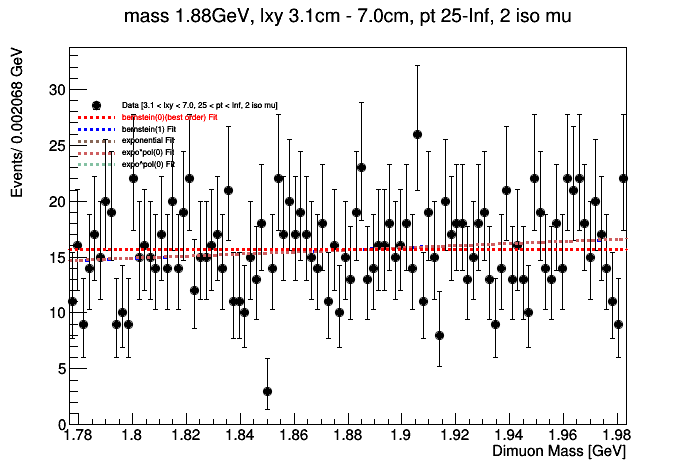 mass 1.88GeV, lxy 3.1cm - 7.0cm, pt 25-Inf, 2 iso mu
Events/ 0.002068 GeV
30
25
20
15
10
5
0
Data [3.1 < lxy < 7.0, 25 < pt < Inf, 2 iso mu]
bernstein(0)(best order) Fit
bernstein(1) Fit
exponential Fit
expo*pol(0) Fit
expo^pol(0) Fit
1.78 1.8 1.82 1.84 1.86 1.88 1.9 1.92 1.94 1.96 1.98
Dimuon Mass [GeV]